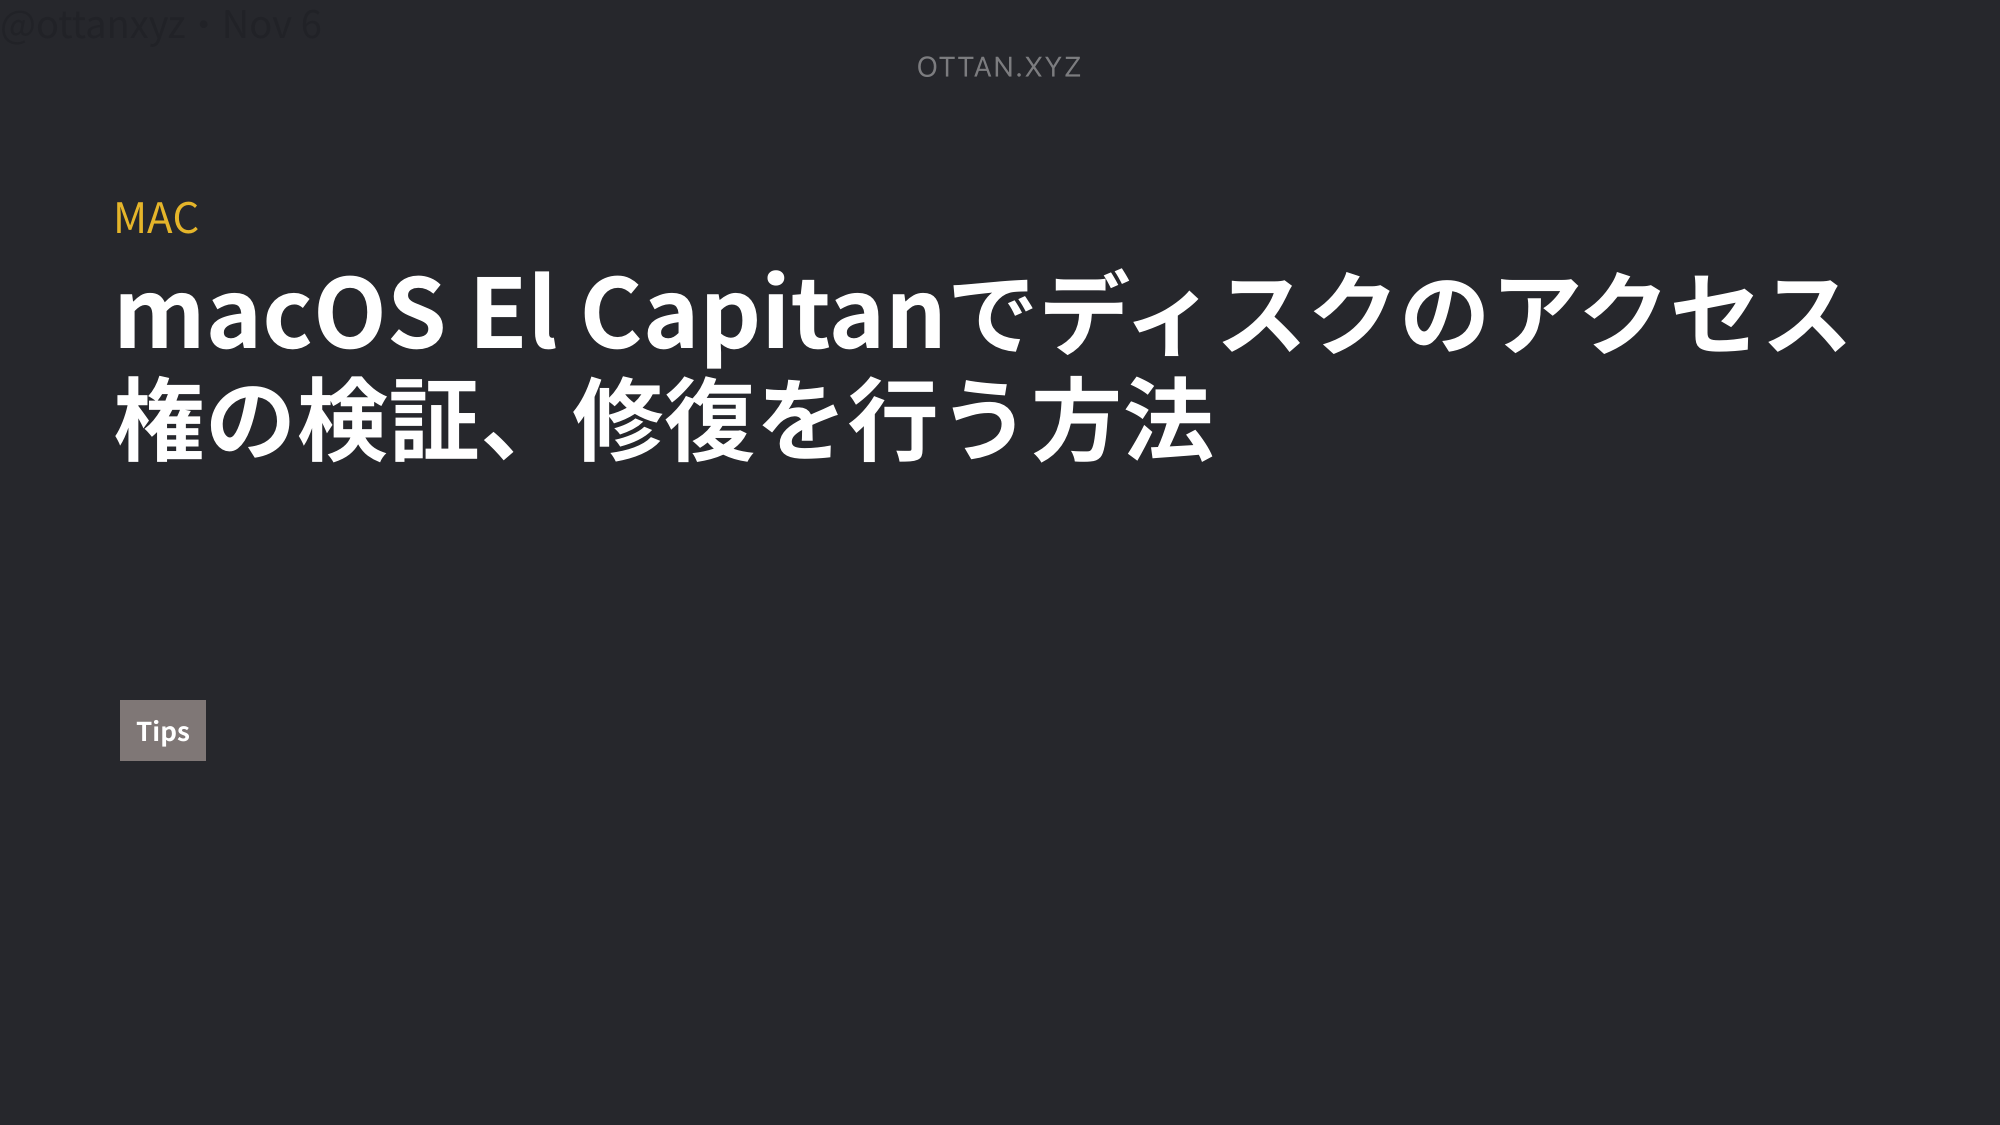 @ottanxyz・Nov 6
OTTAN.XYZ
MAC
macOS El Capitanでディスクのアクセス
権の検証、修復を行う方法
Tips